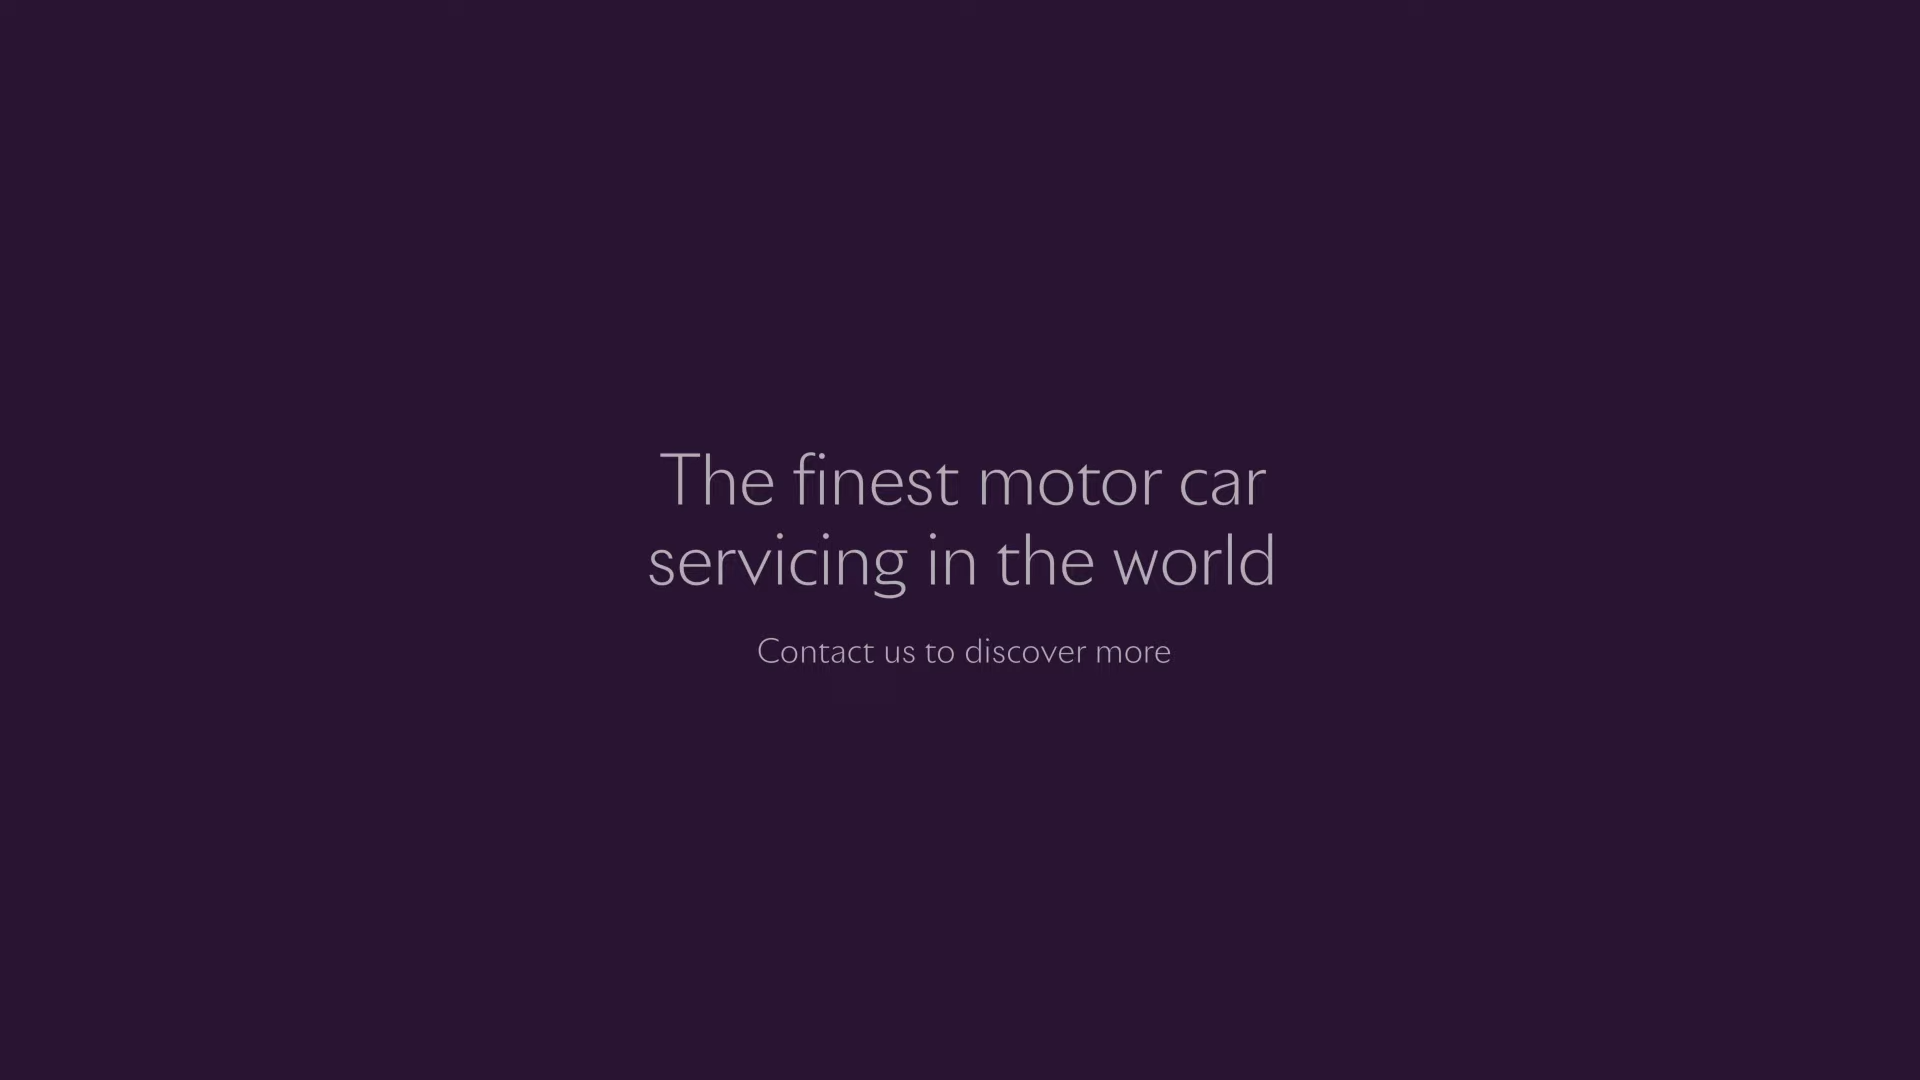 The finest motor car
servicing in the world
Contact us to discover more